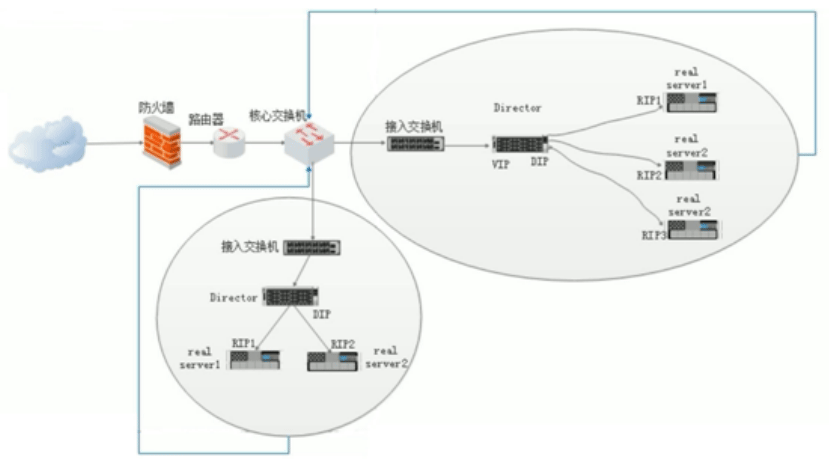 防火墙
路由器
核心交换机
接入交换机
Director
VIP
DIP
RIP1
real
server1
RIP2
real
server2
RIP3
real
server2
接入交换机
Director
DIP
RIP1
real
server1
RIP2
real
server2